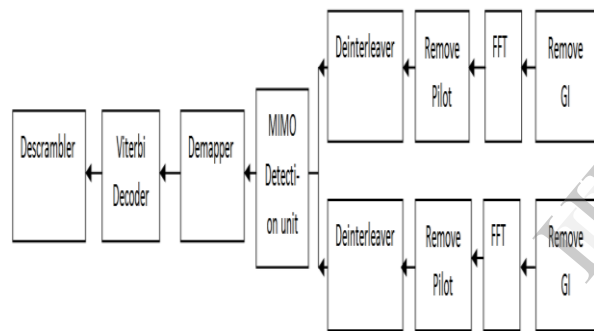 Deinterleaver
Remove
Pilot
FFT
Remove
GI
Descrambler
Viterbi
Decoder
Demapper
MIMO
Detecti-
on unit
Deinterleaver
Remove
Pilot
FFT
Remove
GI